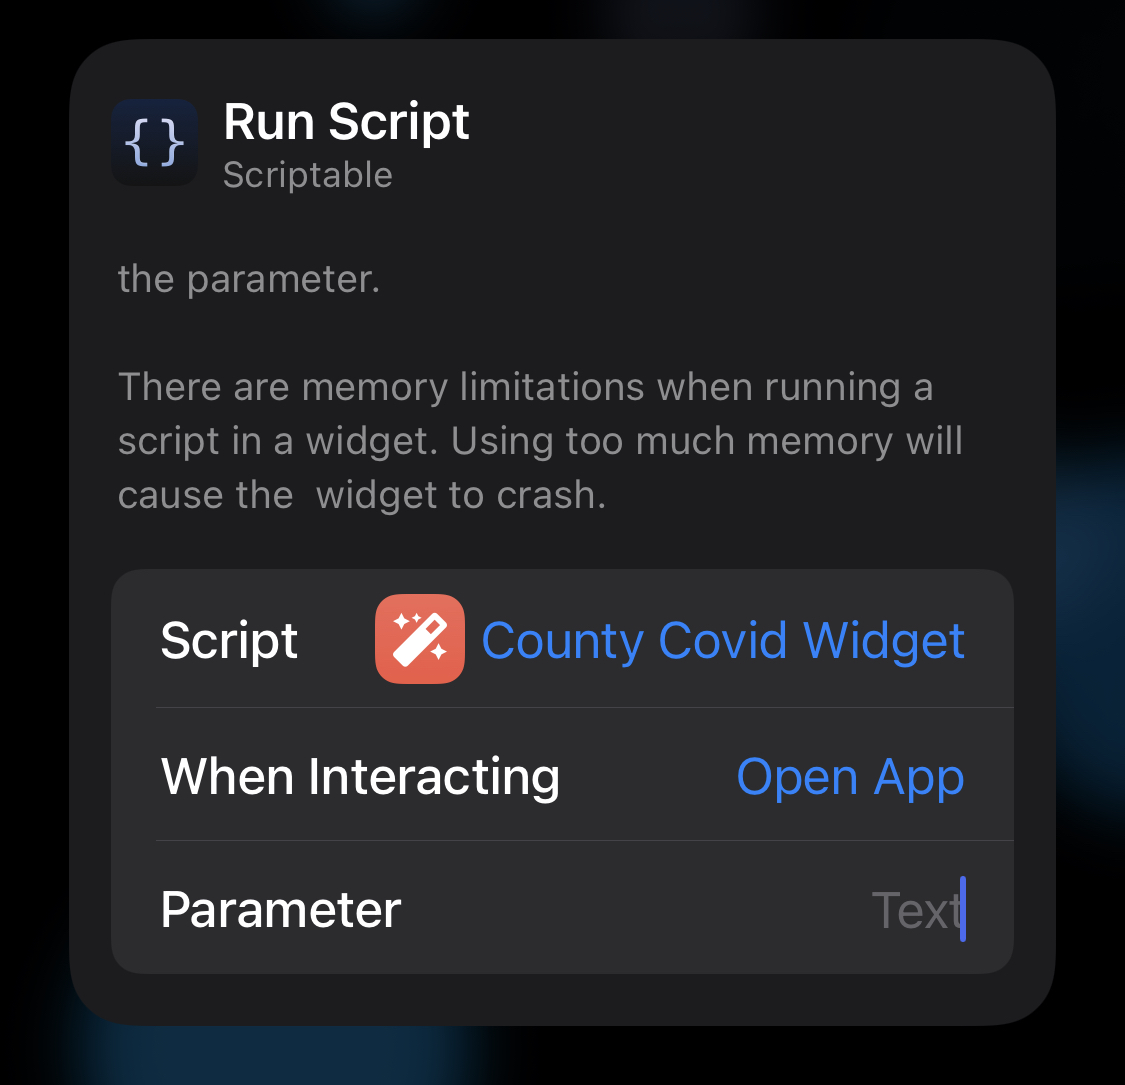 {}
Run Script
Scriptable
the parameter.
There are memory limitations when running a
script in a widget. Using too much memory will
cause the  widget to crash.
Script County Covid Widget
When Interacting Open App
Parameter Text